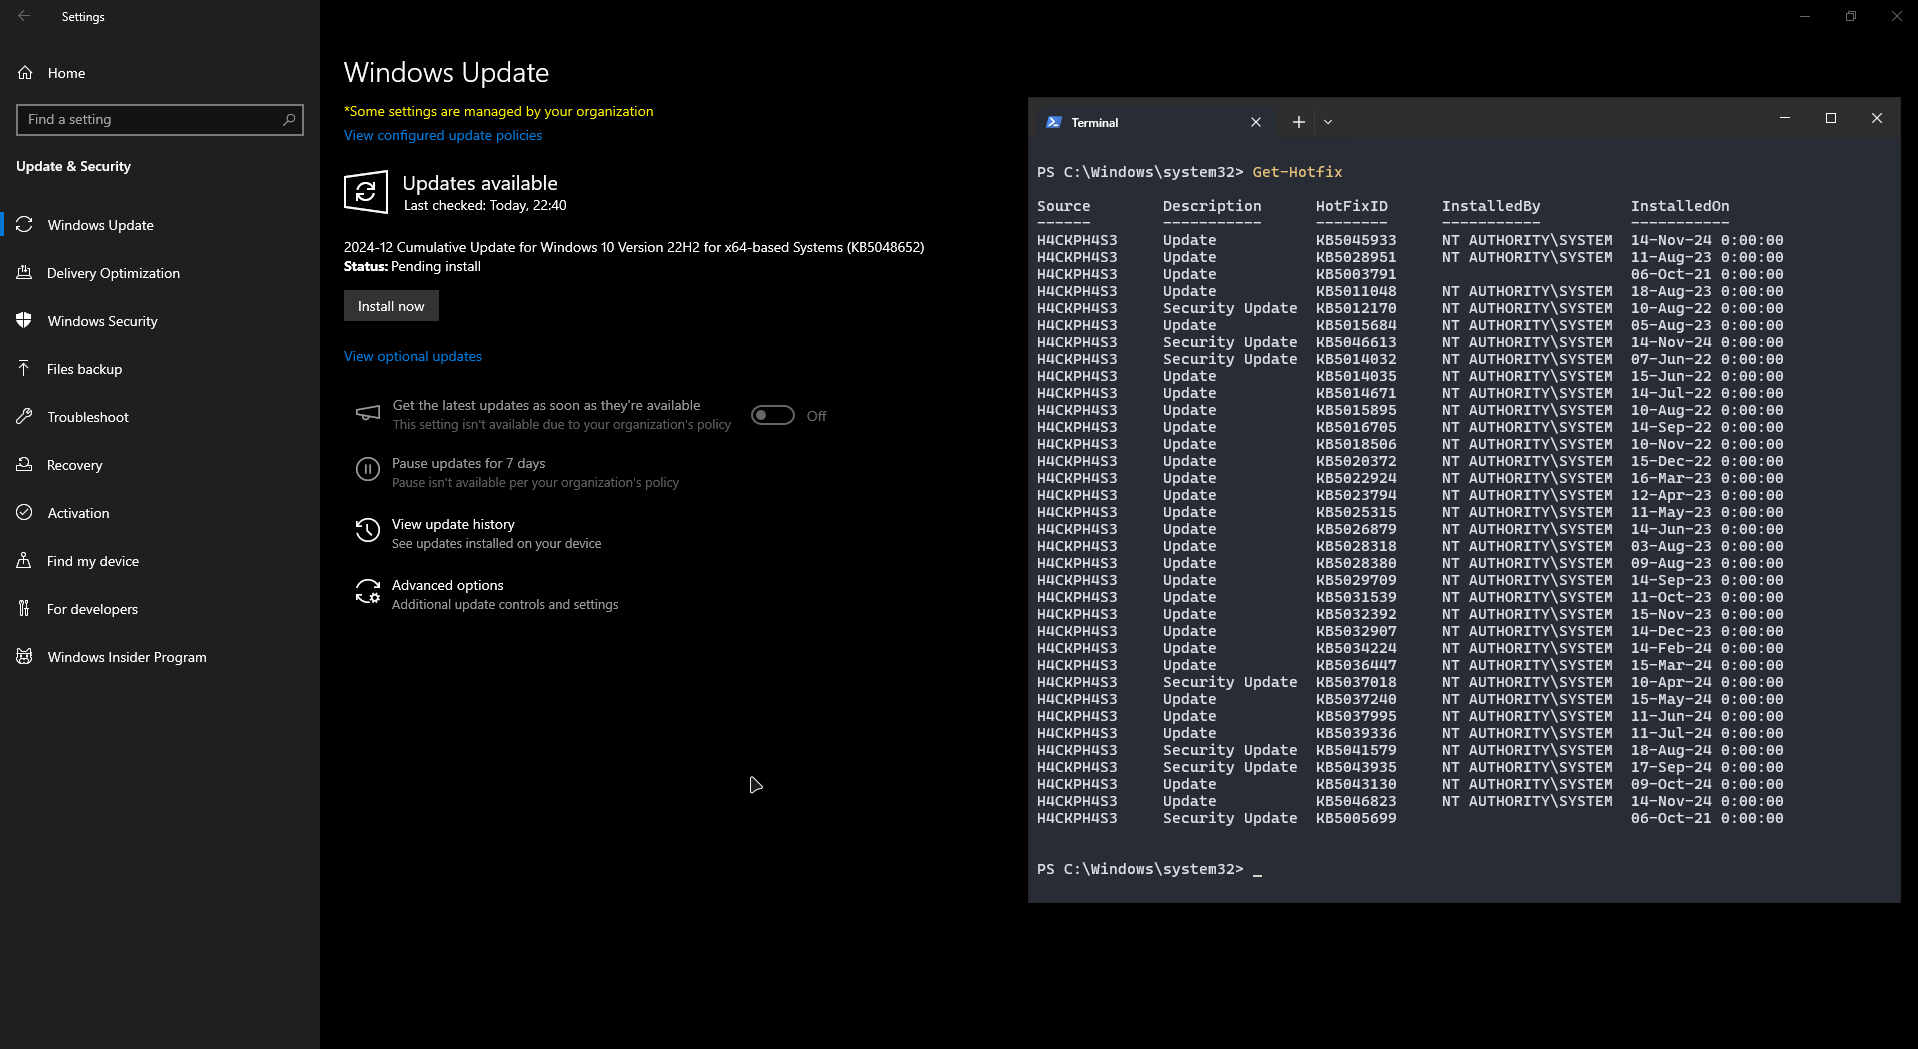 Settings
Home
Find a setting
Update & Security
Windows Update
Delivery Optimization
Windows Security
Files backup
Troubleshoot
Recovery
Activation
Find my device
For developers
Windows Insider Program
Windows Update
*Some settings are managed by your organization
View configured update policies
Updates available
Last checked: Today, 22:40
2024-12 Cumulative Update for Windows 10 Version 22H2 for x64-based Systems (KB5048652)
Status: Pending install
Install now
View optional updates
Get the latest updates as soon as they're available
This setting isn't available due to your organization's policy
Off
Pause updates for 7 days
Pause isn't available per your organization's policy
View update history
See updates installed on your device
Advanced options
Additional update controls and settings
Terminal
PS C:\Windows\system32> Get-Hotfix
Source Description HotFixID InstalledBy InstalledOn
------ ----------- -------- ----------- -----------
H4CKPH4S3 Update KB5045933 NT AUTHORITY\SYSTEM 14-Nov-24 0:00:00
H4CKPH4S3 Update KB5028951 NT AUTHORITY\SYSTEM 11-Aug-23 0:00:00
H4CKPH4S3 Update KB5003791 06-Oct-21 0:00:00
H4CKPH4S3 Update KB5011048 NT AUTHORITY\SYSTEM 18-Aug-23 0:00:00
H4CKPH4S3 Security Update KB5012170 NT AUTHORITY\SYSTEM 10-Aug-22 0:00:00
H4CKPH4S3 Update KB5015684 NT AUTHORITY\SYSTEM 05-Aug-23 0:00:00
H4CKPH4S3 Security Update KB5046613 NT AUTHORITY\SYSTEM 14-Nov-24 0:00:00
H4CKPH4S3 Security Update KB5014032 NT AUTHORITY\SYSTEM 07-Jun-22 0:00:00
H4CKPH4S3 Update KB5014035 NT AUTHORITY\SYSTEM 15-Jun-22 0:00:00
H4CKPH4S3 Update KB5014671 NT AUTHORITY\SYSTEM 14-Jul-22 0:00:00
H4CKPH4S3 Update KB5015895 NT AUTHORITY\SYSTEM 10-Aug-22 0:00:00
H4CKPH4S3 Update KB5016705 NT AUTHORITY\SYSTEM 14-Sep-22 0:00:00
H4CKPH4S3 Update KB5018506 NT AUTHORITY\SYSTEM 10-Nov-22 0:00:00
H4CKPH4S3 Update KB5020372 NT AUTHORITY\SYSTEM 15-Dec-22 0:00:00
H4CKPH4S3 Update KB5022924 NT AUTHORITY\SYSTEM 16-Mar-23 0:00:00
H4CKPH4S3 Update KB5023794 NT AUTHORITY\SYSTEM 12-Apr-23 0:00:00
H4CKPH4S3 Update KB5025315 NT AUTHORITY\SYSTEM 11-May-23 0:00:00
H4CKPH4S3 Update KB5026879 NT AUTHORITY\SYSTEM 14-Jun-23 0:00:00
H4CKPH4S3 Update KB5028318 NT AUTHORITY\SYSTEM 03-Aug-23 0:00:00
H4CKPH4S3 Update KB5028380 NT AUTHORITY\SYSTEM 09-Aug-23 0:00:00
H4CKPH4S3 Update KB5029709 NT AUTHORITY\SYSTEM 14-Sep-23 0:00:00
H4CKPH4S3 Update KB5031539 NT AUTHORITY\SYSTEM 11-Oct-23 0:00:00
H4CKPH4S3 Update KB5032392 NT AUTHORITY\SYSTEM 15-Nov-23 0:00:00
H4CKPH4S3 Update KB5032907 NT AUTHORITY\SYSTEM 14-Dec-23 0:00:00
H4CKPH4S3 Update KB5034224 NT AUTHORITY\SYSTEM 14-Feb-24 0:00:00
H4CKPH4S3 Update KB5036447 NT AUTHORITY\SYSTEM 15-Mar-24 0:00:00
H4CKPH4S3 Security Update KB5037018 NT AUTHORITY\SYSTEM 10-Apr-24 0:00:00
H4CKPH4S3 Update KB5037240 NT AUTHORITY\SYSTEM 15-May-24 0:00:00
H4CKPH4S3 Update KB5037995 NT AUTHORITY\SYSTEM 11-Jun-24 0:00:00
H4CKPH4S3 Update KB5039336 NT AUTHORITY\SYSTEM 11-Jul-24 0:00:00
H4CKPH4S3 Security Update KB5041579 NT AUTHORITY\SYSTEM 18-Aug-24 0:00:00
H4CKPH4S3 Security Update KB5043935 NT AUTHORITY\SYSTEM 17-Sep-24 0:00:00
H4CKPH4S3 Update KB5043130 NT AUTHORITY\SYSTEM 09-Oct-24 0:00:00
H4CKPH4S3 Update KB5046823 NT AUTHORITY\SYSTEM 14-Nov-24 0:00:00
H4CKPH4S3 Security Update KB5005699 06-Oct-21 0:00:00
PS C:\Windows\system32> _